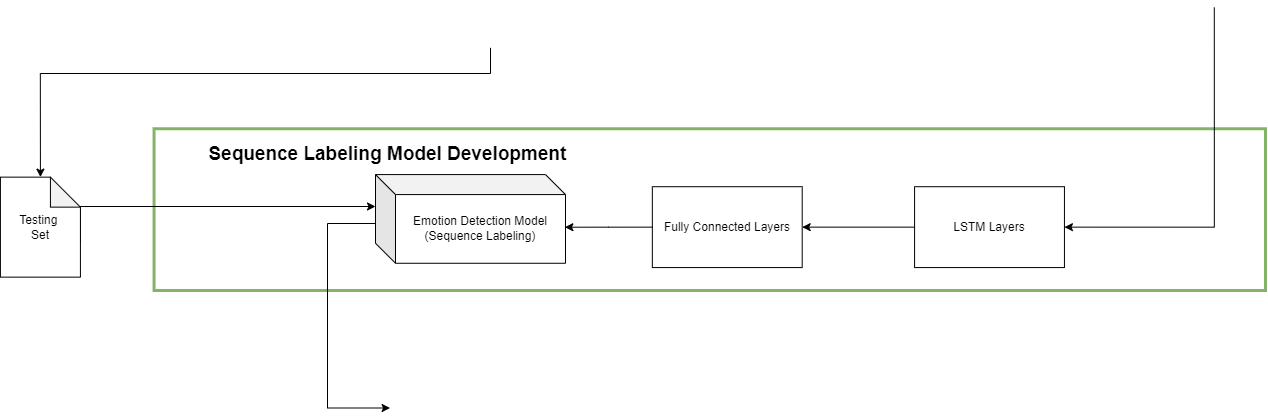 Sequence Labeling Model Development
Testing
Set
Emotion Detection Model
(Sequence Labeling)
Fully Connected Layers
LSTM Layers